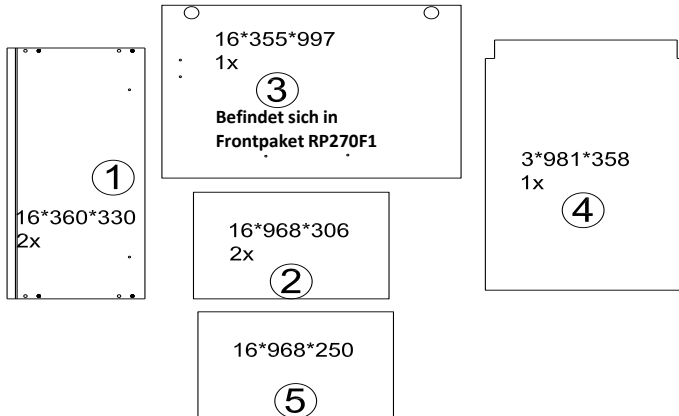 16*360*330
2x
1
16*355*997
1x
3
Befindet sich in
Frontpaket RP270F1
16*968*306
2x
2
16*968*250
5
3*981*358
1x
4